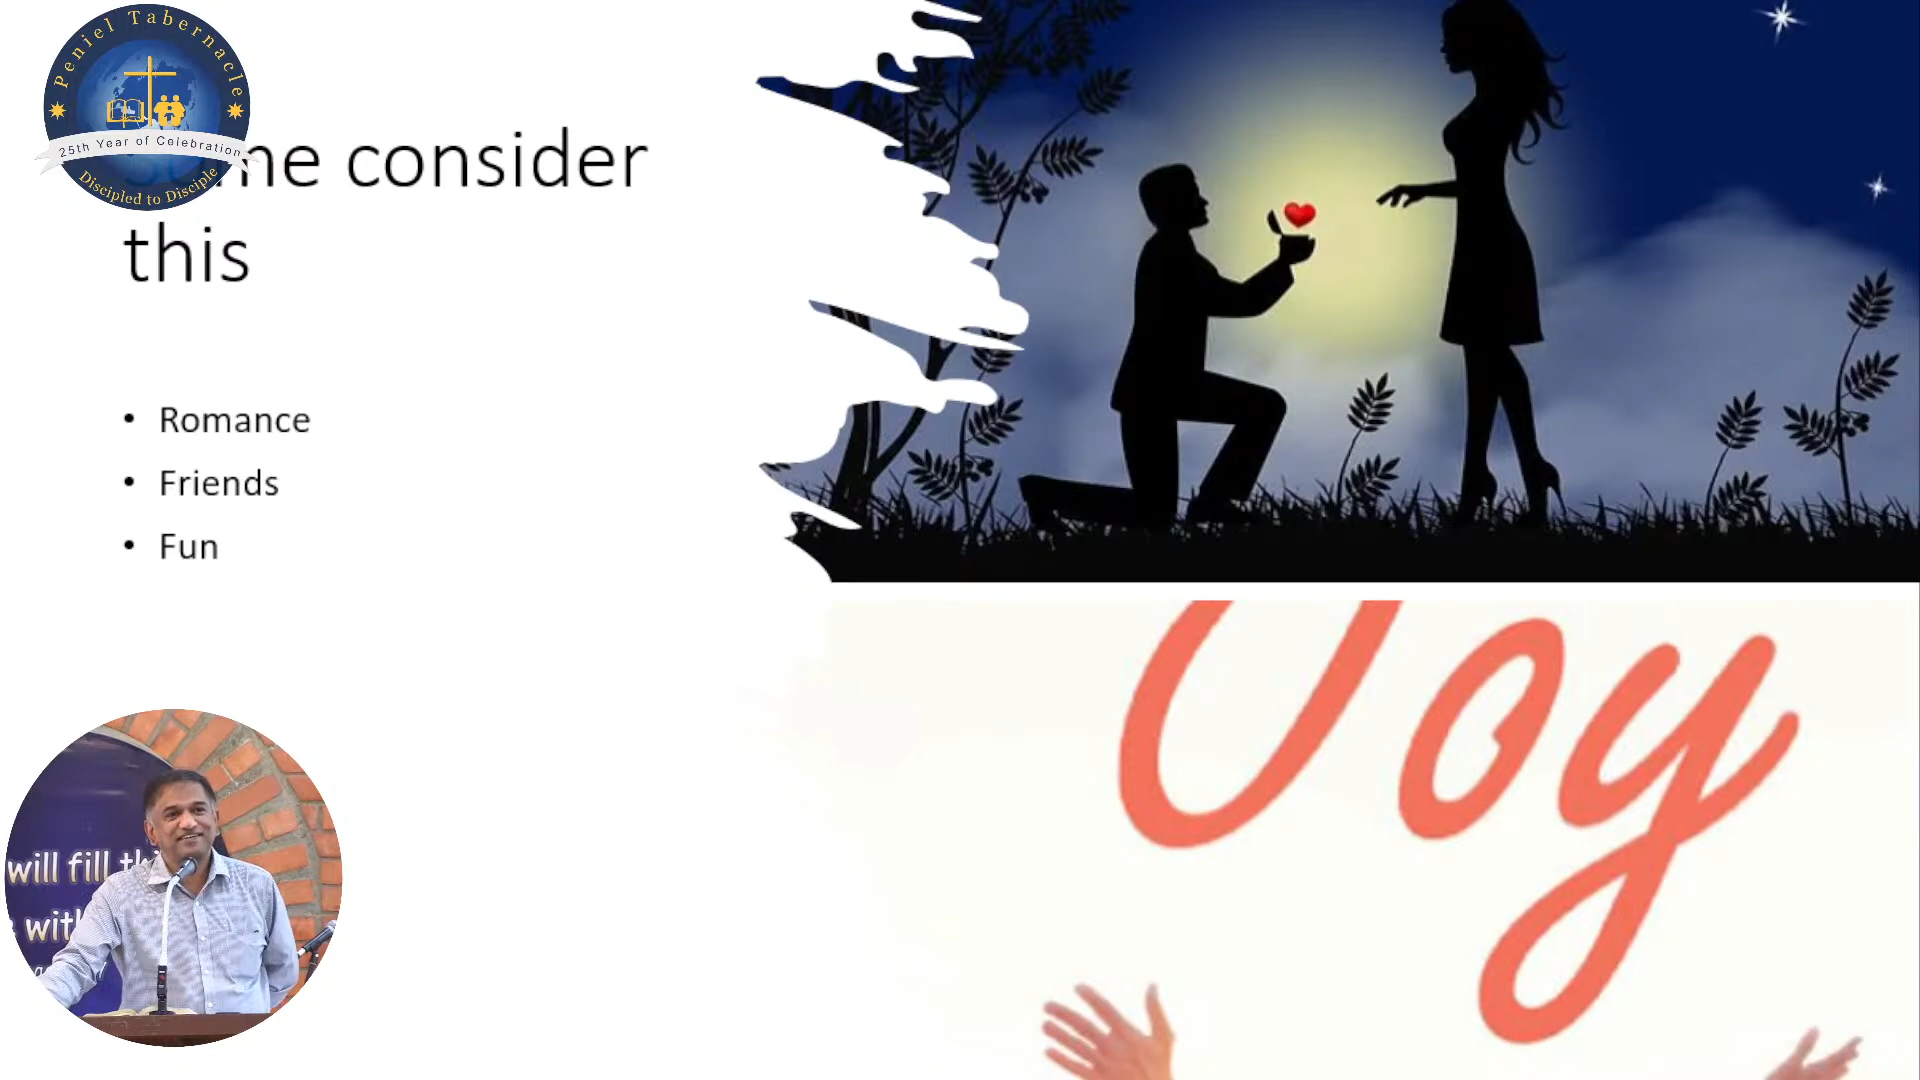 Peniel Tabernacle
25th Year of Celebration
Discipled to Disciple
me consider
this
• Romance
• Friends
• Fun
Joy
will fill th
with